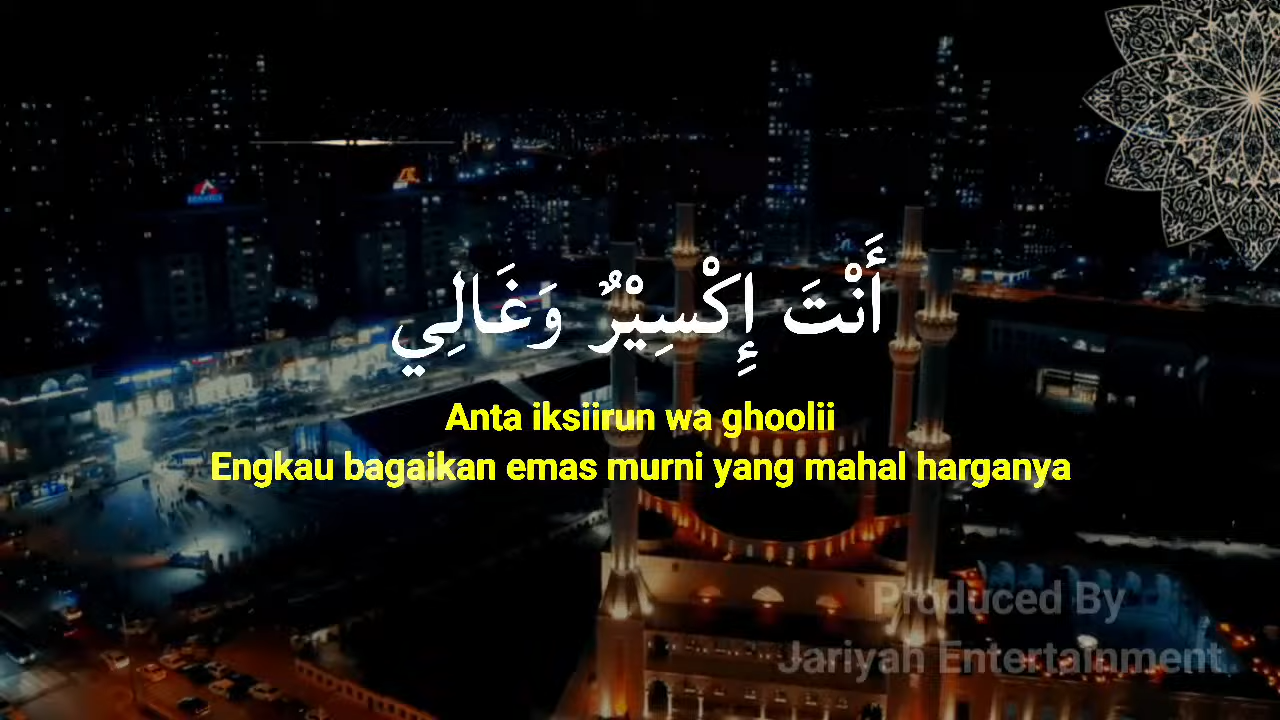 أَنْتَ إِكْسِيْرٌ وَغَالِي
Anta iksiirun wa ghoolii
Engkau bagaikan emas murni yang mahal harganya
Produced By
Jariyah Entertainment